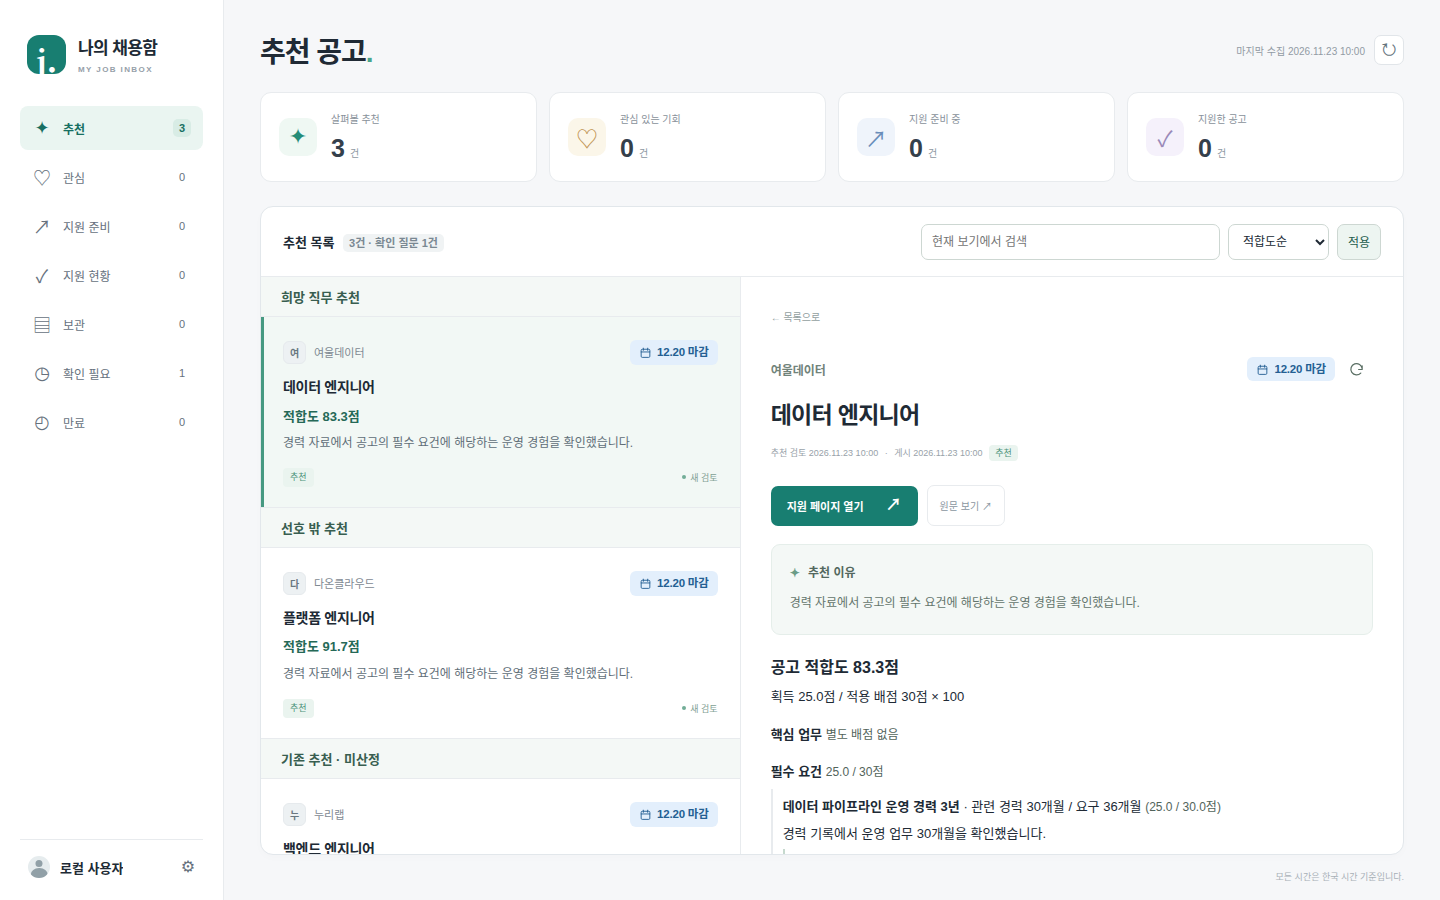 나의 채용함
MY JOB INBOX
추천 3
관심 0
지원 준비 0
지원 현황 0
보관 0
확인 필요 1
만료 0
로컬 사용자
추천 공고.
마지막 수집 2026.11.23 10:00
살펴볼 추천
3 건
관심 있는 기회
0 건
지원 준비 중
0 건
지원한 공고
0 건
추천 목록 3건 · 확인 질문 1건
현재 보기에서 검색
적합도순
적용
희망 직무 추천
여 여울데이터
12.20 마감
데이터 엔지니어
적합도 83.3점
경력 자료에서 공고의 필수 요건에 해당하는 운영 경험을 확인했습니다.
추천
새 검토
선호 밖 추천
다 다온클라우드
12.20 마감
플랫폼 엔지니어
적합도 91.7점
경력 자료에서 공고의 필수 요건에 해당하는 운영 경험을 확인했습니다.
추천
새 검토
기존 추천 · 미산정
누 누리랩
12.20 마감
백엔드 엔지니어
← 목록으로
여울데이터
12.20 마감
데이터 엔지니어
추천 검토 2026.11.23 10:00 · 게시 2026.11.23 10:00 추천
지원 페이지 열기 ↗
원문 보기 ↗
추천 이유
경력 자료에서 공고의 필수 요건에 해당하는 운영 경험을 확인했습니다.
공고 적합도 83.3점
획득 25.0점 / 적용 배점 30점 × 100
핵심 업무 별도 배점 없음
필수 요건 25.0 / 30점
데이터 파이프라인 운영 경력 3년 · 관련 경력 30개월 / 요구 36개월 (25.0 / 30.0점)
경력 기록에서 운영 업무 30개월을 확인했습니다.
모든 시간은 한국 시간 기준입니다.